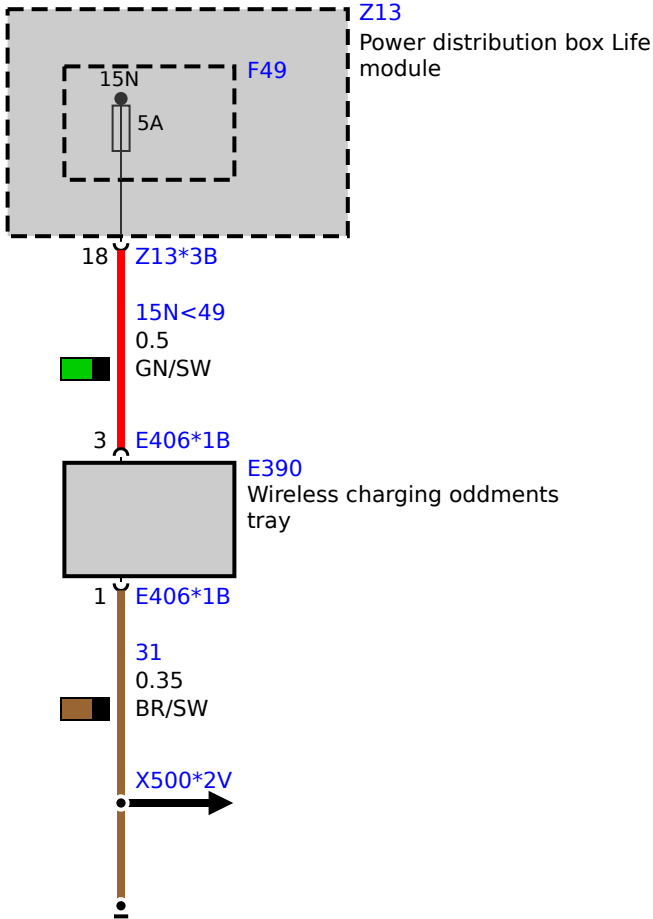 Z13
Power distribution box Life
module
F49
15N
5A
18 Z13*3B
15N<49
0.5
GN/SW
3 E406*1B
E390
Wireless charging oddments
tray
1 E406*1B
31
0.35
BR/SW
X500*2V